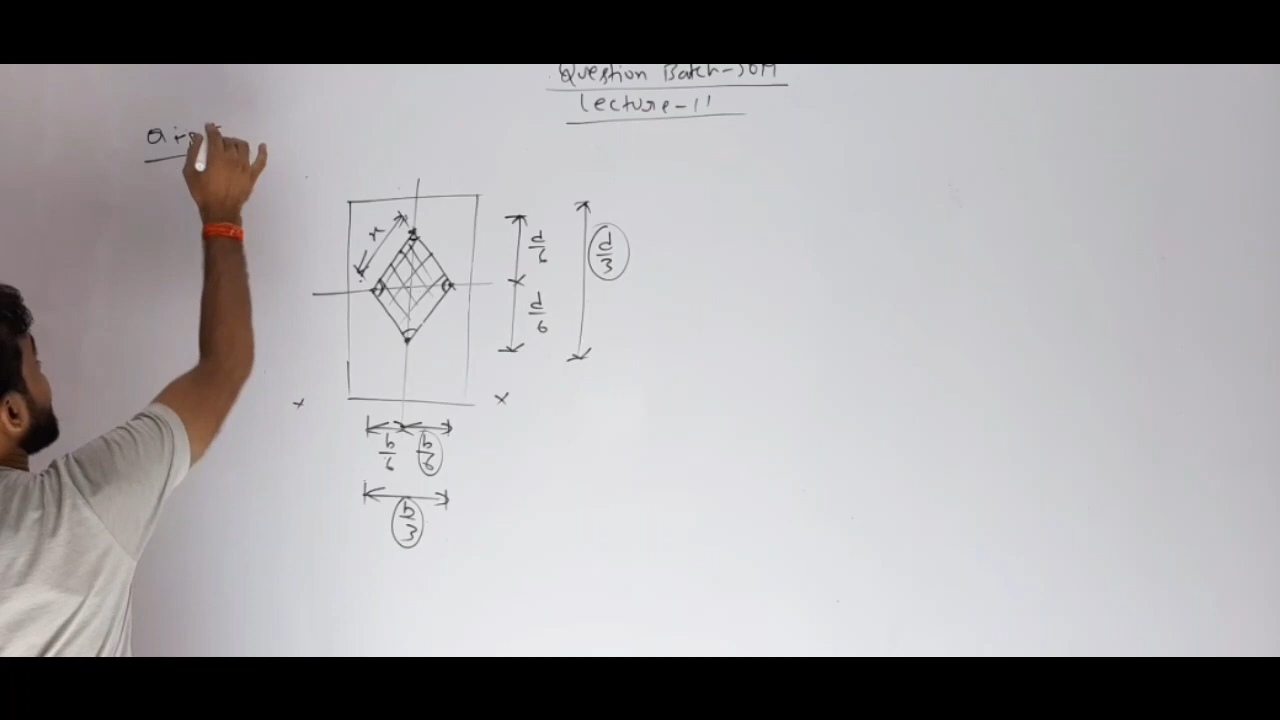 Question Batch-SOM
Lecture-11
r
d/6
d/6
d/3
x
x
b/6
b/6
b/3